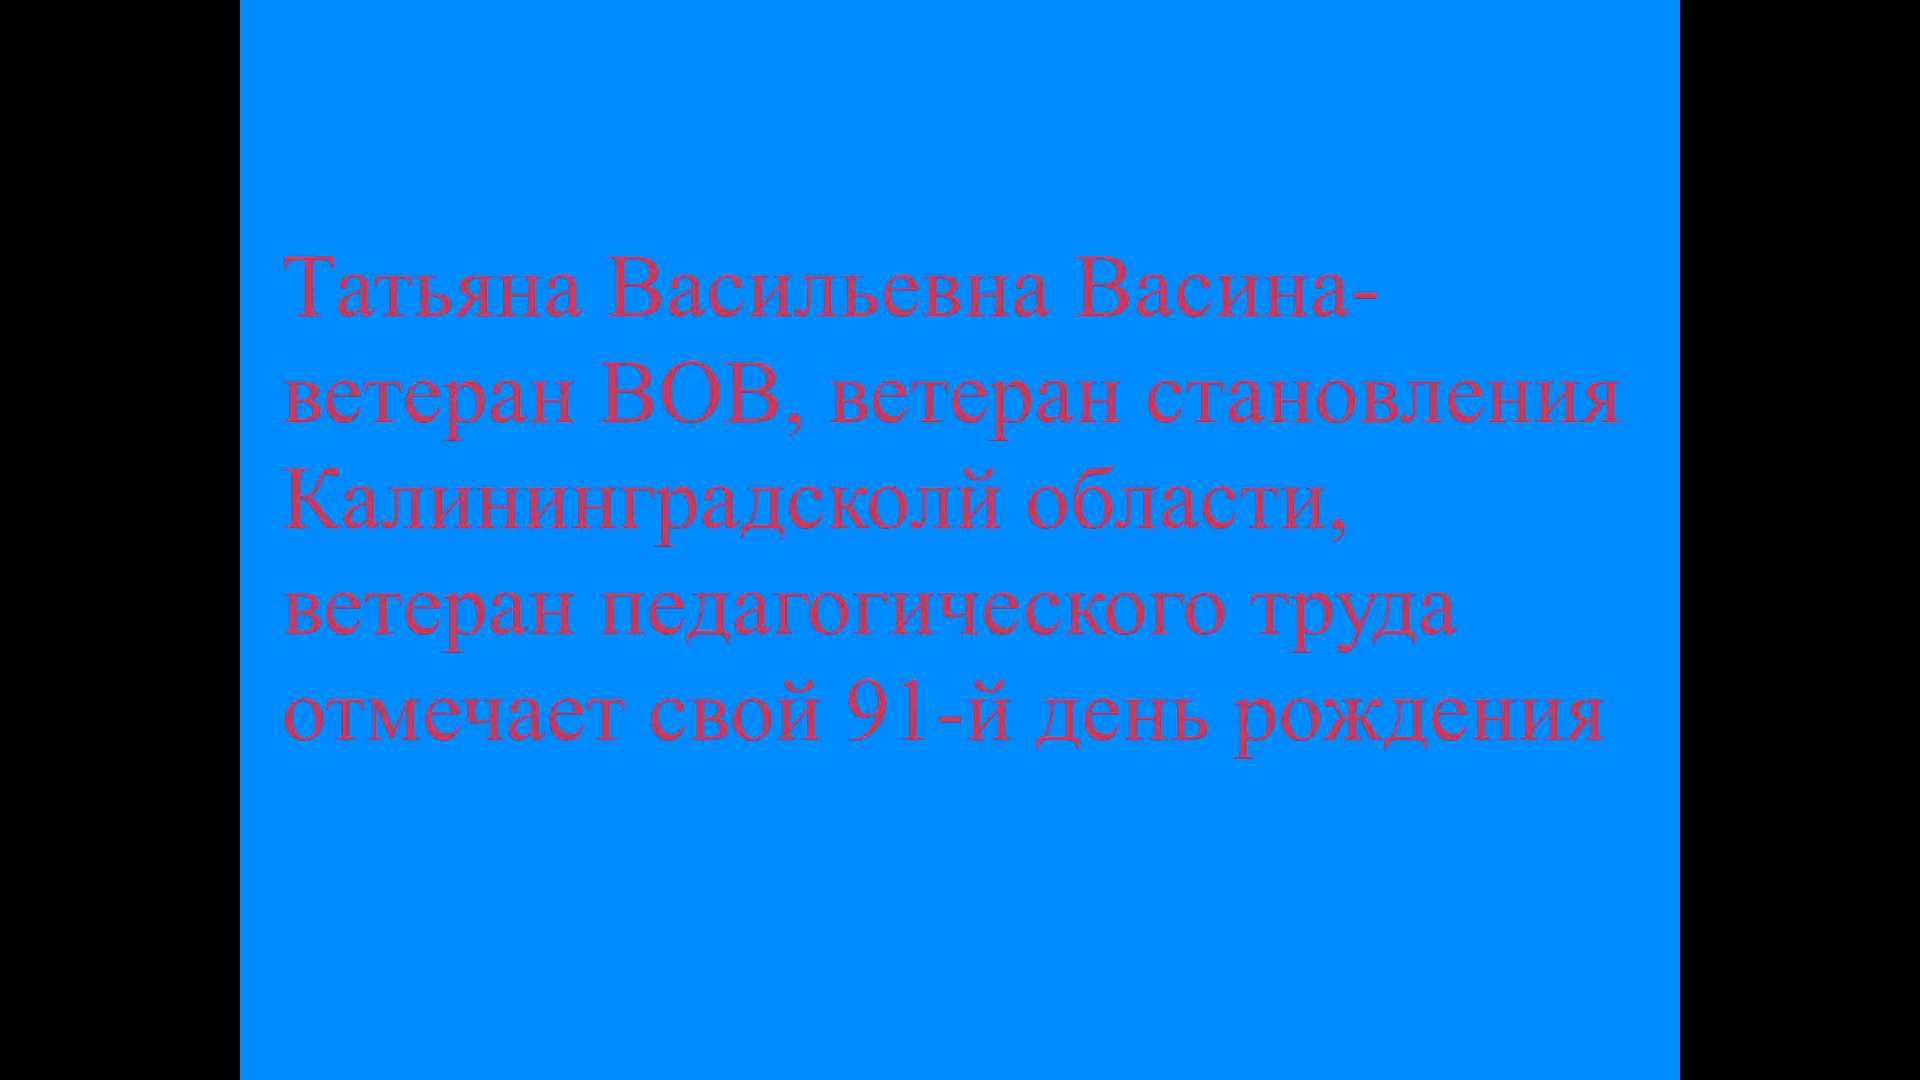 Татьяна Васильевна Васина-
ветеран ВОВ, ветеран становления
Калининградсколй области,
ветеран педагогического труда
отмечает свой 91-й день рождения